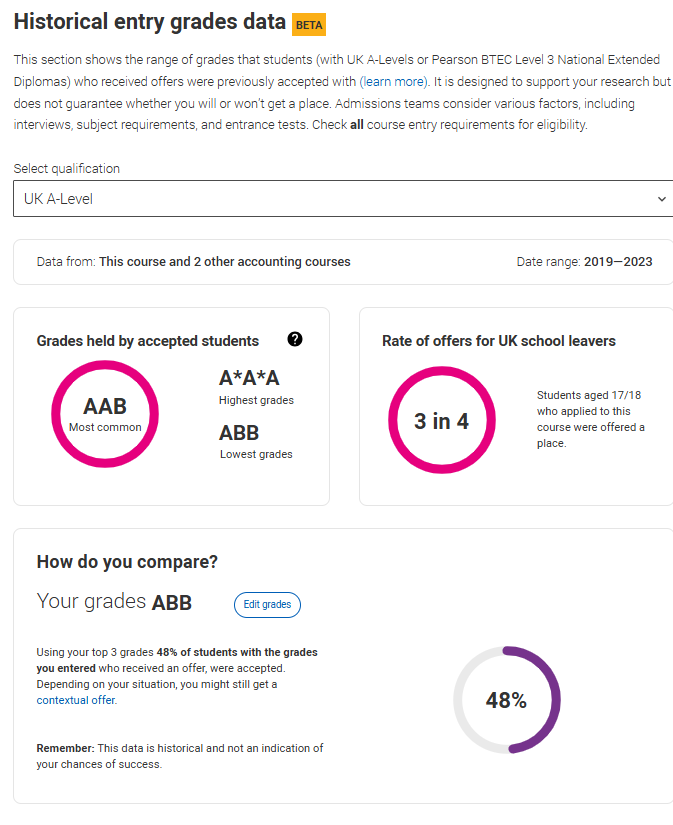 Historical entry grades data BETA
This section shows the range of grades that students (with UK A-Levels or Pearson BTEC Level 3 National Extended
Diplomas) who received offers were previously accepted with (learn more). It is designed to support your research but
does not guarantee whether you will or won't get a place. Admissions teams consider various factors, including
interviews, subject requirements, and entrance tests. Check all course entry requirements for eligibility.
Select qualification
UK A-Level
Data from: This course and 2 other accounting courses
Date range: 2019—2023
Grades held by accepted students ?
AAB
Most common
A*A*A
Highest grades
ABB
Lowest grades
Rate of offers for UK school leavers
3 in 4
Students aged 17/18
who applied to this
course were offered a
place.
How do you compare?
Your grades ABB
Edit grades
Using your top 3 grades 48% of students with the grades
you entered who received an offer, were accepted.
Depending on your situation, you might still get a
contextual offer.
Remember: This data is historical and not an indication of
your chances of success.
48%